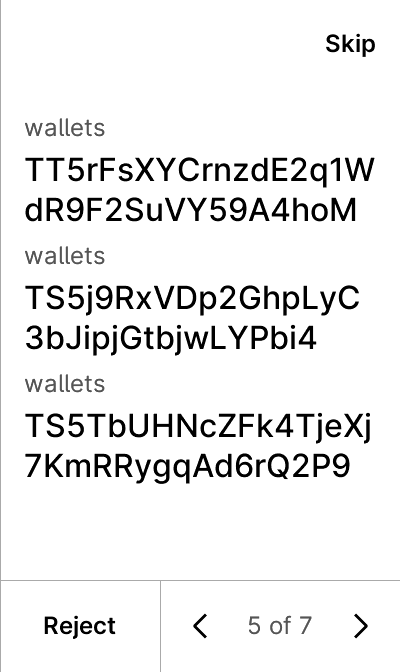 Skip
wallets
TT5rFsXYCrnzdE2q1W
dR9F2SuVY59A4hoM
wallets
TS5j9RxVDp2GhpLyC
3bJipjGtbjwLYPbi4
wallets
TS5TbUHNcZFk4TjeXj
7KmRRygqAd6rQ2P9
Reject
5 of 7